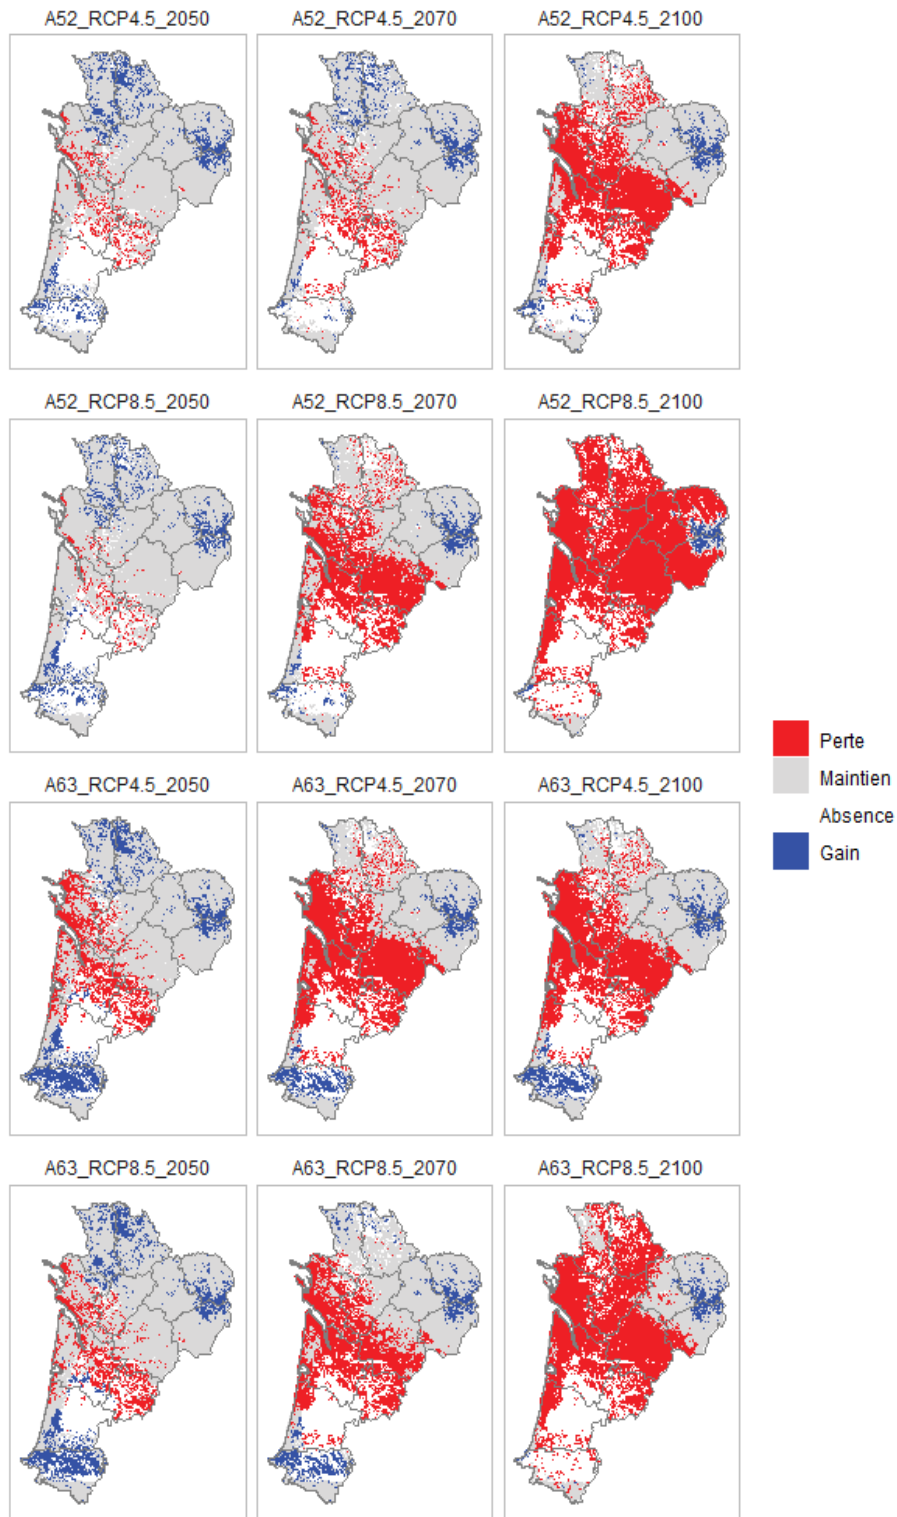 A52_RCP4.5_2050
A52_RCP4.5_2070
A52_RCP4.5_2100
A52_RCP8.5_2050
A52_RCP8.5_2070
A52_RCP8.5_2100
Perte
Maintien
Absence
Gain
A63_RCP4.5_2050
A63_RCP4.5_2070
A63_RCP4.5_2100
A63_RCP8.5_2050
A63_RCP8.5_2070
A63_RCP8.5_2100